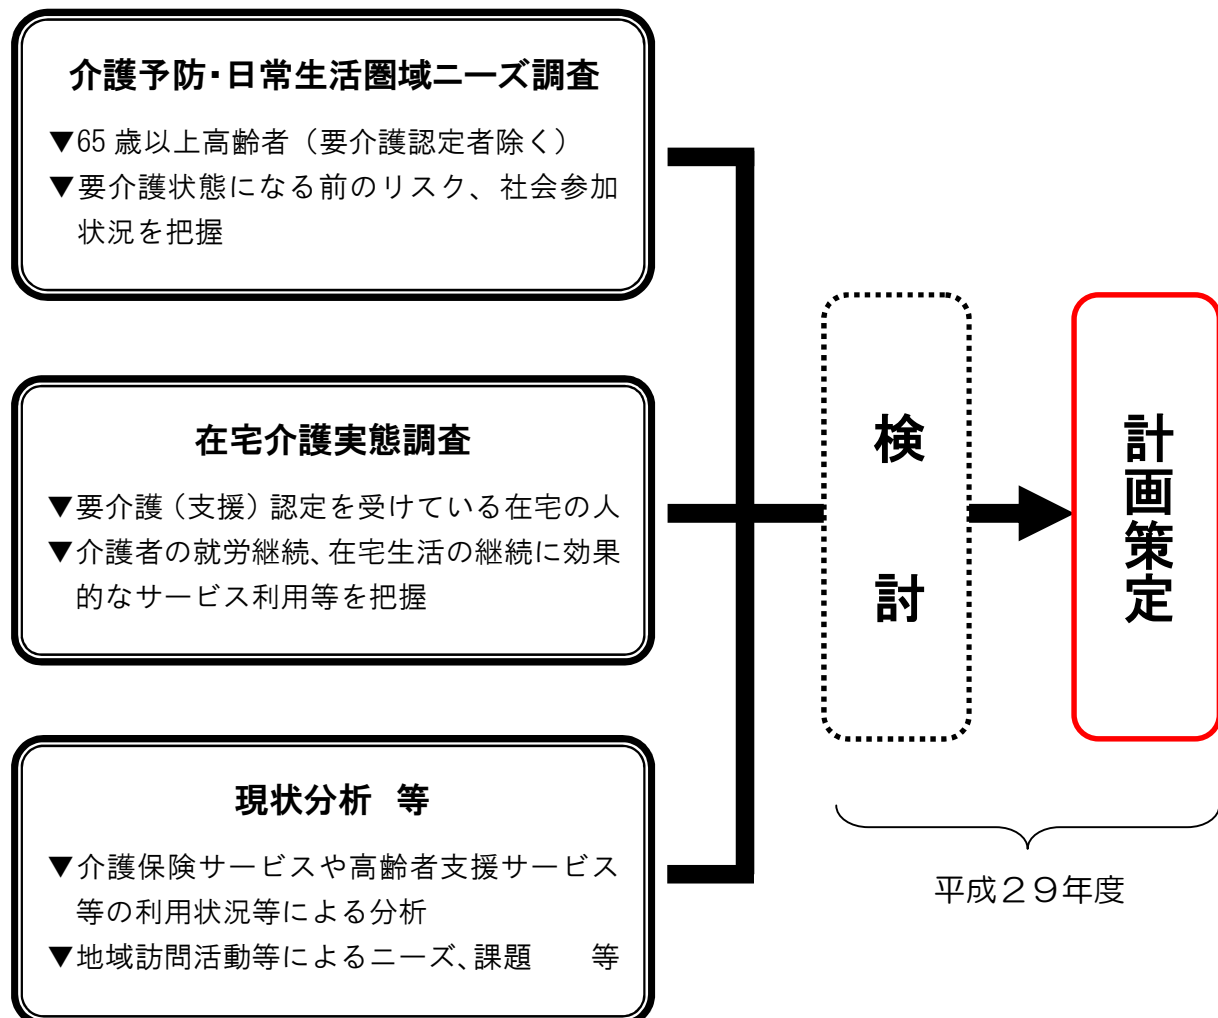 介護予防・日常生活圏域ニーズ調査
▼65 歳以上高齢者（要介護認定者除く）
▼要介護状態になる前のリスク、社会参加
状況を把握
在宅介護実態調査
▼要介護（支援）認定を受けている在宅の人
▼介護者の就労継続、在宅生活の継続に効果
的なサービス利用等を把握
現状分析　等
▼介護保険サービスや高齢者支援サービス
等の利用状況等による分析
▼地域訪問活動等によるニーズ、課題　　等
検討
計画策定
平成２９年度